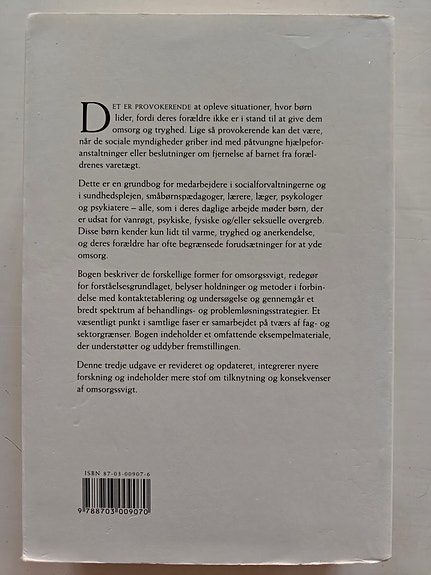 DET ER PROVOKERENDE at opleve situationer, hvor børn
lider, fordi deres forældre ikke er i stand til at give dem
omsorg og tryghed. Lige så provokerende kan det være,
når de sociale myndigheder griber ind med påtvungne hjælpefor-
anstaltninger eller beslutninger om fjernelse af barnet fra foræl-
drenes varetægt.
Dette er en grundbog for medarbejdere i socialforvaltningerne og
i sundhedsplejen, småbørnspædagoger, lærere, læger, psykologer
og psykiatere – alle, som i deres daglige arbejde møder børn, der
er udsat for vanrøgt, psykiske, fysiske og/eller seksuelle overgreb.
Disse børn kender kun lidt til varme, tryghed og anerkendelse,
og deres forældre har ofte begrænsede forudsætninger for at yde
omsorg.
Bogen beskriver de forskellige former for omsorgssvigt, redegør
for forståelsesgrundlaget, belyser holdninger og metoder i forbin-
delse med kontaktetablering og undersøgelse og gennemgår et
bredt spektrum af behandlings- og problemløsningsstrategier. Et
væsentligt punkt i samtlige faser er samarbejdet på tværs af fag- og
sektorgrænser. Bogen indeholder et omfattende eksempelmateriale,
der understøtter og uddyber fremstillingen.
Denne tredje udgave er revideret og opdateret, integrerer nyere
forskning og indeholder mere stof om tilknytning og konsekvenser
af omsorgssvigt.
ISBN 87-03-00907-6
9 788703 009070